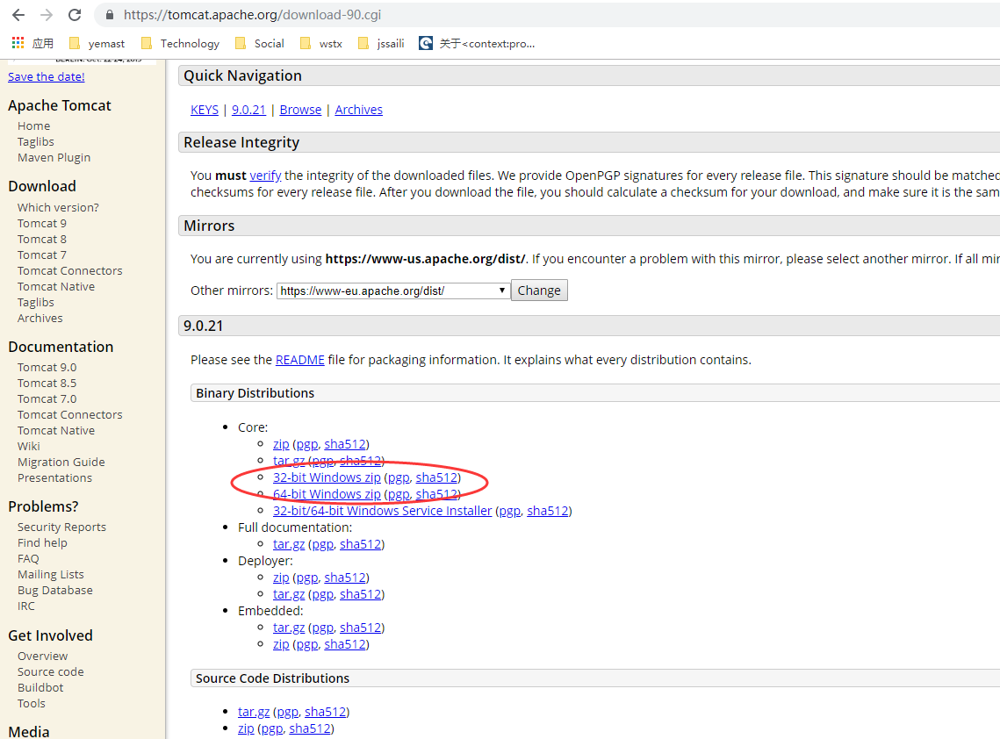 https://tomcat.apache.org/download-90.cgi
应用 yemast Technology Social wstx jssaili 关于<context:pro...
Save the date!
Apache Tomcat
Home
Taglibs
Maven Plugin
Download
Which version?
Tomcat 9
Tomcat 8
Tomcat 7
Tomcat Connectors
Tomcat Native
Taglibs
Archives
Documentation
Tomcat 9.0
Tomcat 8.5
Tomcat 7.0
Tomcat Connectors
Tomcat Native
Wiki
Migration Guide
Presentations
Problems?
Security Reports
Find help
FAQ
Mailing Lists
Bug Database
IRC
Get Involved
Overview
Source code
Buildbot
Tools
Media
Quick Navigation
KEYS | 9.0.21 | Browse | Archives
Release Integrity
You must verify the integrity of the downloaded files. We provide OpenPGP signatures for every release file. This signature should be matched
checksums for every release file. After you download the file, you should calculate a checksum for your download, and make sure it is the sam
Mirrors
You are currently using https://www-us.apache.org/dist/. If you encounter a problem with this mirror, please select another mirror. If all mir
Other mirrors: https://www-eu.apache.org/dist/ Change
9.0.21
Please see the README file for packaging information. It explains what every distribution contains.
Binary Distributions
Core:
zip (pgp, sha512)
tar.gz (pgp, sha512)
32-bit Windows zip (pgp, sha512)
64-bit Windows zip (pgp, sha512)
32-bit/64-bit Windows Service Installer (pgp, sha512)
Full documentation:
tar.gz (pgp, sha512)
Deployer:
zip (pgp, sha512)
tar.gz (pgp, sha512)
Embedded:
tar.gz (pgp, sha512)
zip (pgp, sha512)
Source Code Distributions
tar.gz (pgp, sha512)
zip (pgp, sha512)